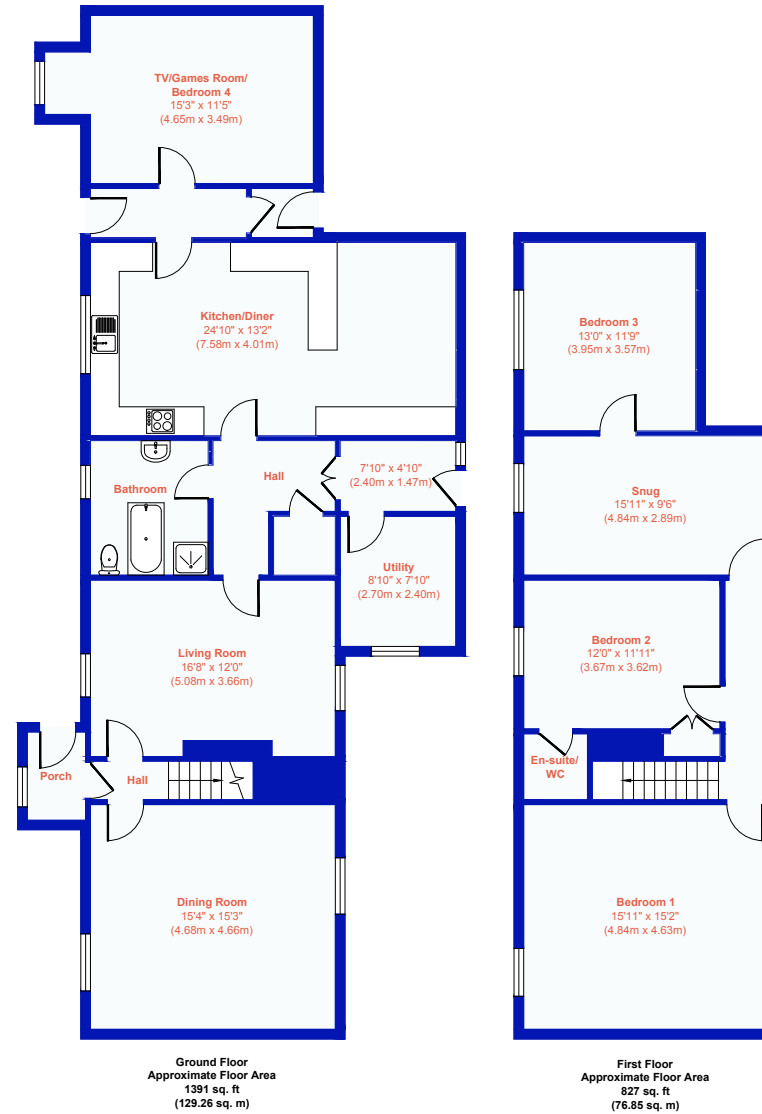 TV/Games Room/
Bedroom 4
15'3" x 11'5"
(4.65m x 3.49m)
Kitchen/Diner
24'10" x 13'2"
(7.58m x 4.01m)
Bathroom
Hall
7'10" x 4'10"
(2.40m x 1.47m)
Utility
8'10" x 7'10"
(2.70m x 2.40m)
Living Room
16'8" x 12'0"
(5.08m x 3.66m)
Porch
Hall
Dining Room
15'4" x 15'3"
(4.68m x 4.66m)
Ground Floor
Approximate Floor Area
1391 sq. ft
(129.26 sq. m)
Bedroom 3
13'0" x 11'9"
(3.95m x 3.57m)
Snug
15'11" x 9'6"
(4.84m x 2.89m)
Bedroom 2
12'0" x 11'11"
(3.67m x 3.62m)
En-suite/
WC
Bedroom 1
15'11" x 15'2"
(4.84m x 4.63m)
First Floor
Approximate Floor Area
827 sq. ft
(76.85 sq. m)